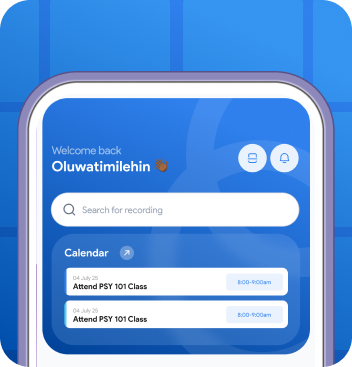 Welcome back
Oluwatimilehin 👋🏾
Search for recording
Calendar
04 July 25
Attend PSY 101 Class
8:00-9:00am
04 July 25
Attend PSY 101 Class
8:00-9:00am